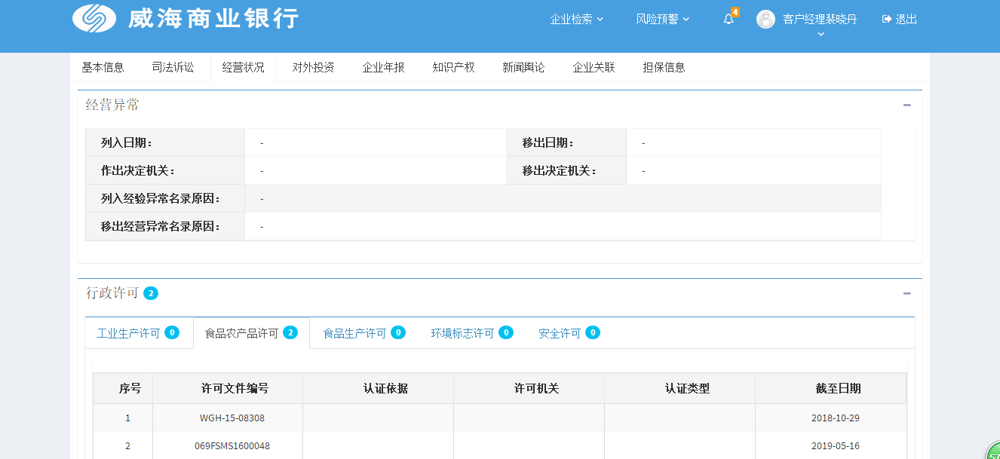 威海商业银行
企业检索 风险预警 4 客户经理裴晓丹 退出
基本信息 司法诉讼 经营状况 对外投资 企业年报 知识产权 新闻舆论 企业关联 担保信息
经营异常 −
列入日期： - 移出日期： -
作出决定机关： - 移出决定机关： -
列入经验异常名录原因： -
移出经营异常名录原因： -
行政许可 2 −
工业生产许可 0 食品农产品许可 2 食品生产许可 0 环境标志许可 0 安全许可 0
序号 许可文件编号 认证依据 许可机关 认证类型 截至日期
1 WGH-15-08308 2018-10-29
2 069FSMS1600048 2019-05-16